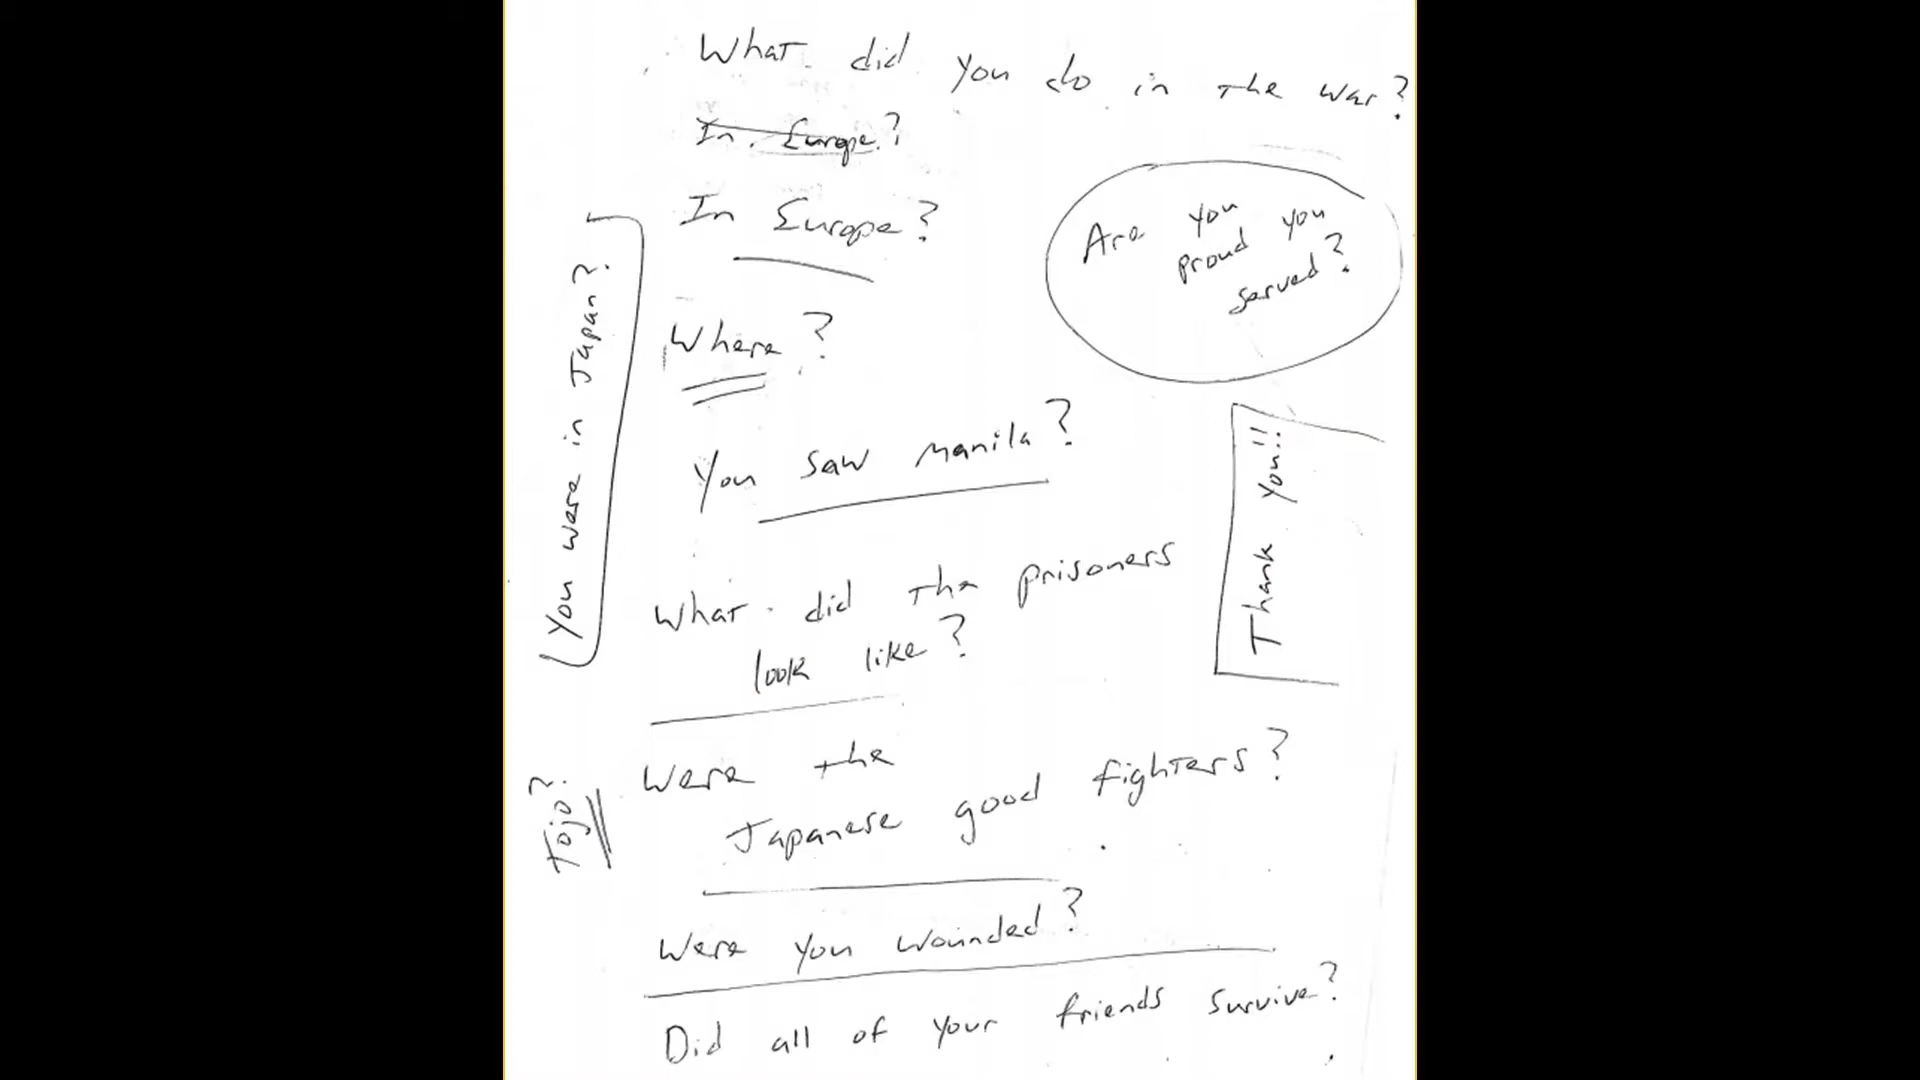 What did you do in the war?
In Europe?
In Europe?
Are you
proud you
served?
Where?
You were in Japan?
You saw Manila?
Thank You!!
What did the prisoners
look like?
Were the
Japanese good fighters?
Tojo?
Were you wounded?
Did all of your friends survive?